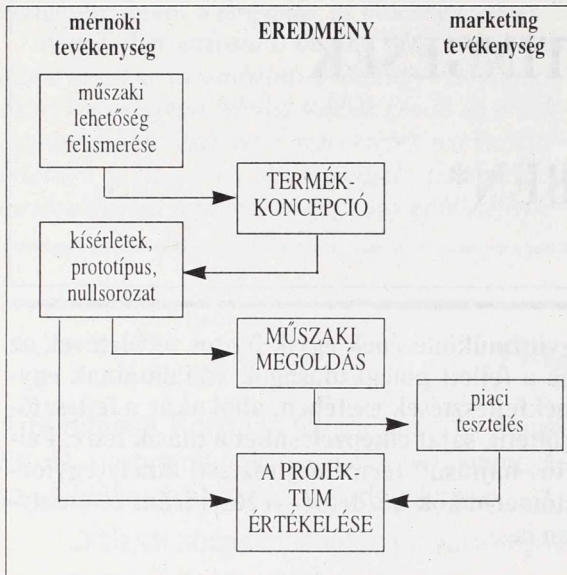 mérnöki
tevékenység
EREDMÉNY
marketing
tevékenység
műszaki
lehetőség
felismerése
TERMÉK-
KONCEPCIÓ
kísérletek,
prototípus,
nullsorozat
MŰSZAKI
MEGOLDÁS
piaci
tesztelés
A PROJEK-
TUM
ÉRTÉKELÉSE